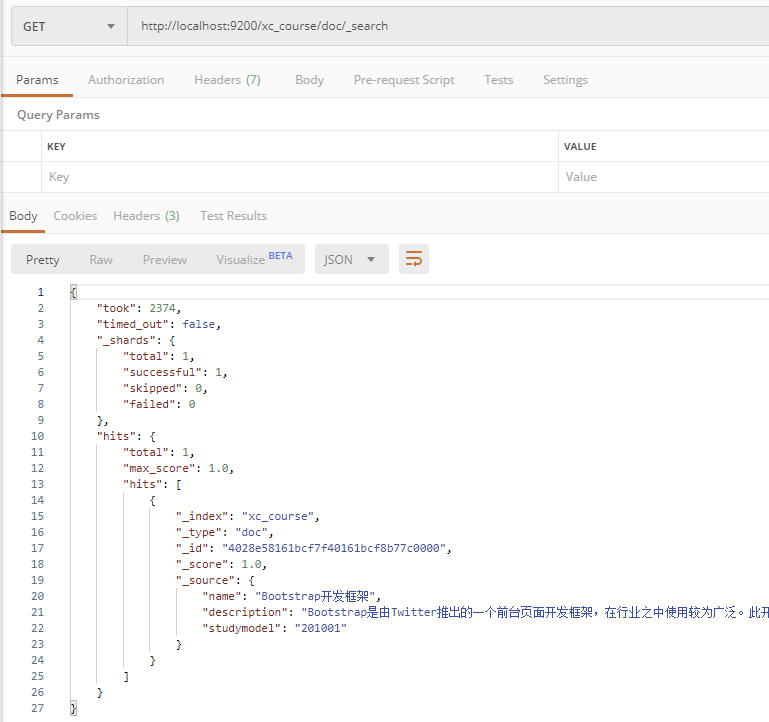 GET http://localhost:9200/xc_course/doc/_search
Params Authorization Headers (7) Body Pre-request Script Tests Settings
Query Params
KEY VALUE
Key Value
Body Cookies Headers (3) Test Results
Pretty Raw Preview Visualize BETA JSON
1 {
2 "took": 2374,
3 "timed_out": false,
4 "_shards": {
5 "total": 1,
6 "successful": 1,
7 "skipped": 0,
8 "failed": 0
9 },
10 "hits": {
11 "total": 1,
12 "max_score": 1.0,
13 "hits": [
14 {
15 "_index": "xc_course",
16 "_type": "doc",
17 "_id": "4028e58161bcf7f40161bcf8b77c0000",
18 "_score": 1.0,
19 "_source": {
20 "name": "Bootstrap开发框架",
21 "description": "Bootstrap是由Twitter推出的一个前台页面开发框架，在行业之中使用较为广泛。此开
22 "studymodel": "201001"
23 }
24 }
25 ]
26 }
27 }